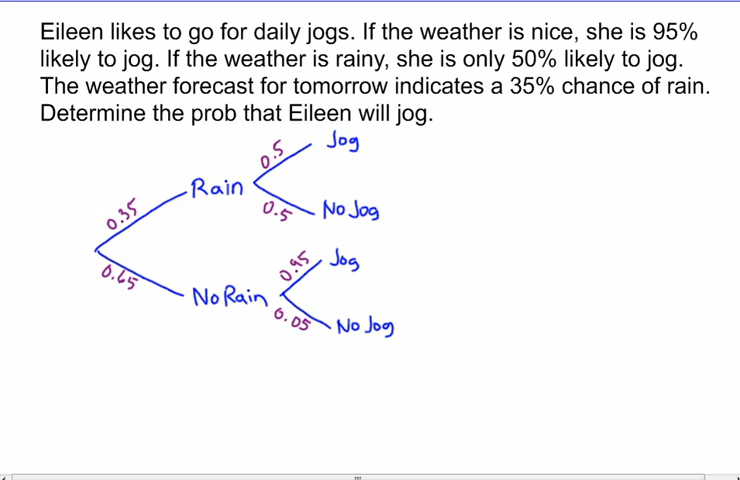 Eileen likes to go for daily jogs. If the weather is nice, she is 95%
likely to jog. If the weather is rainy, she is only 50% likely to jog.
The weather forecast for tomorrow indicates a 35% chance of rain.
Determine the prob that Eileen will jog.
0.5 Jog
0.35 Rain
0.5 No Jog
0.95 Jog
0.65 No Rain
0.05 No Jog